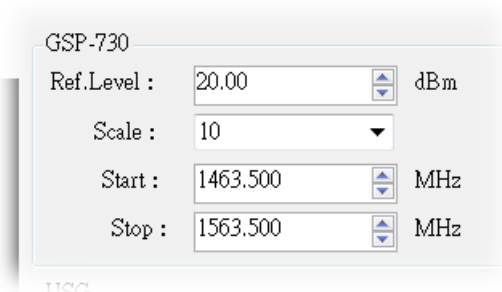 GSP-730
Ref.Level : 20.00 dBm
Scale : 10
Start : 1463.500 MHz
Stop : 1563.500 MHz